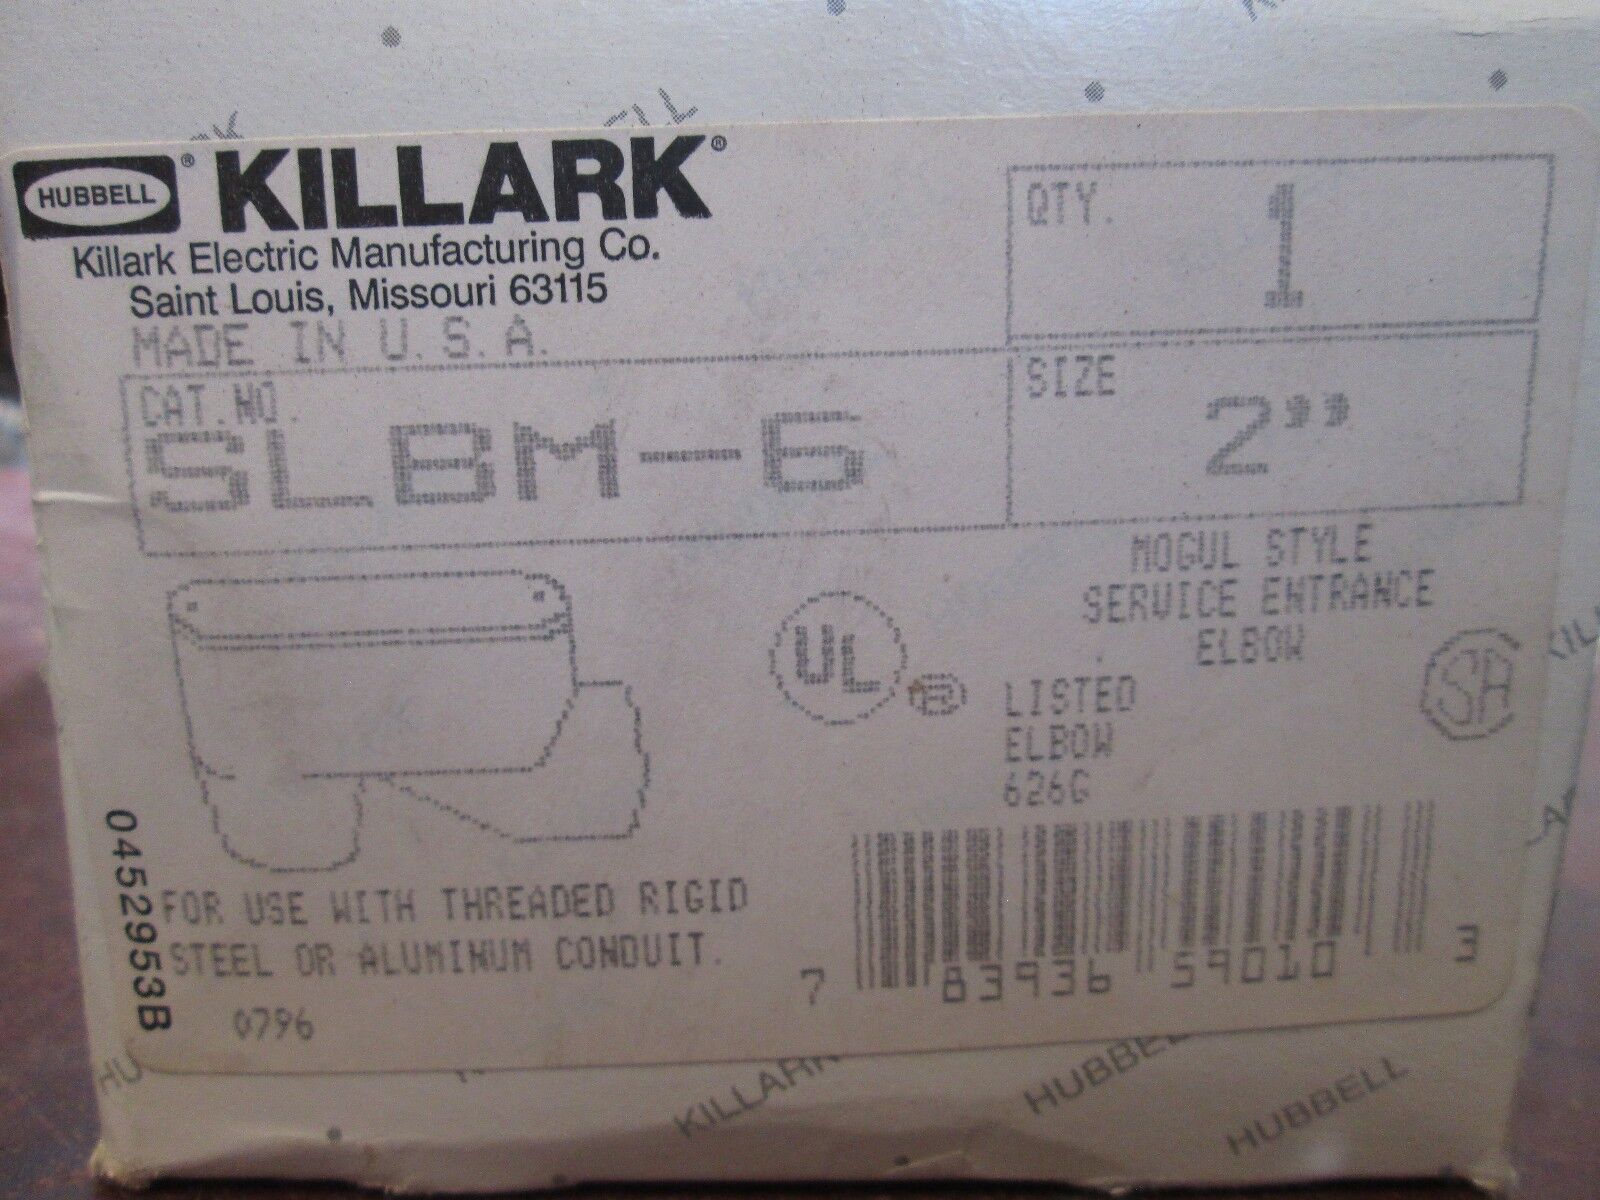 HUBBELL ® KILLARK®
Killark Electric Manufacturing Co.
Saint Louis, Missouri 63115
MADE IN U.S.A.
QTY. 1
CAT.NO.
SLBM-6
SIZE 2"
MOGUL STYLE
SERVICE ENTRANCE
ELBOW
UL ®
LISTED
ELBOW
626G
SA
FOR USE WITH THREADED RIGID
STEEL OR ALUMINUM CONDUIT.
0796
0452953B
7 83936 59010 3
KILLARK
HUBBELL
HUBBELL